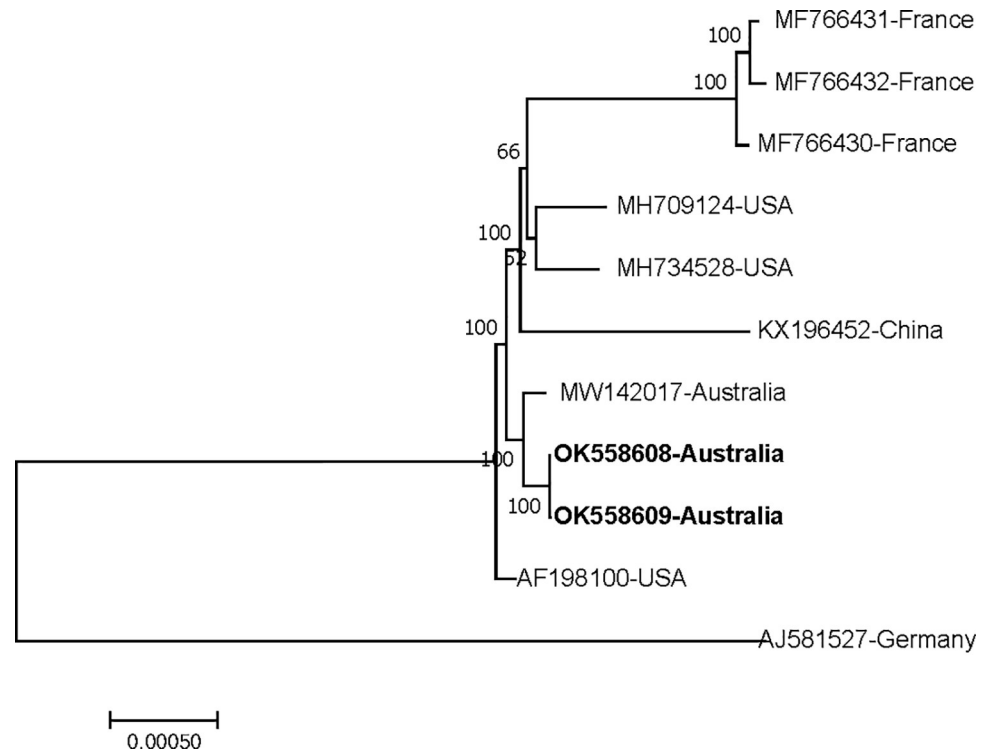 MF766431-France
100
MF766432-France
100
MF766430-France
66
MH709124-USA
100
52
MH734528-USA
100
KX196452-China
MW142017-Australia
OK558608-Australia
100
100
OK558609-Australia
AF198100-USA
AJ581527-Germany
0.00050